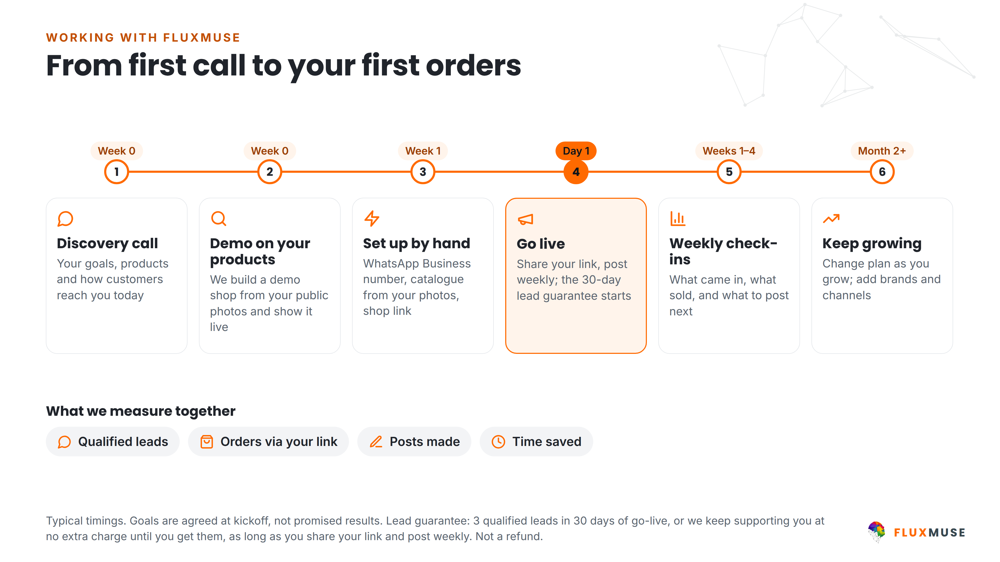 WORKING WITH FLUXMUSE
From first call to your first orders
Week 0
Week 0
Week 1
Day 1
Weeks 1–4
Month 2+
1
2
3
4
5
6
Discovery call
Your goals, products
and how customers
reach you today
Demo on your
products
We build a demo
shop from your public
photos and show it
live
Set up by hand
WhatsApp Business
number, catalogue
from your photos,
shop link
Go live
Share your link, post
weekly; the 30-day
lead guarantee starts
Weekly check-
ins
What came in, what
sold, and what to post
next
Keep growing
Change plan as you
grow; add brands and
channels
What we measure together
Qualified leads
Orders via your link
Posts made
Time saved
Typical timings. Goals are agreed at kickoff, not promised results. Lead guarantee: 3 qualified leads in 30 days of go-live, or we keep supporting you at
no extra charge until you get them, as long as you share your link and post weekly. Not a refund.
FLUXMUSE